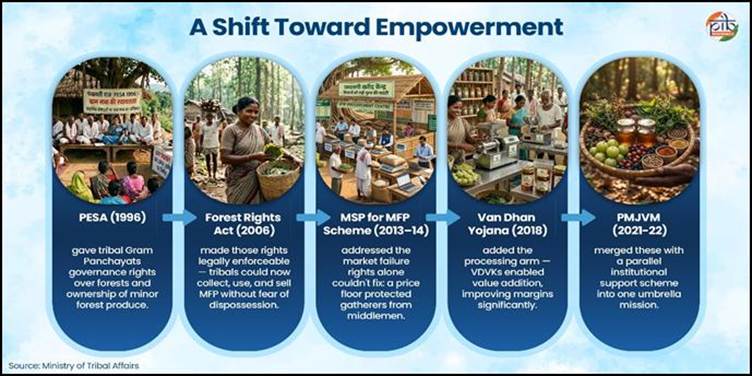 A Shift Toward Empowerment
pib
PESA (1996)
gave tribal Gram
Panchayats
governance rights
over forests and
ownership of minor
forest produce.
Forest Rights
Act (2006)
made those rights
legally enforceable
— tribals could now
collect, use, and sell
MFP without fear of
dispossession.
MSP for MFP
Scheme (2013–14)
addressed the
market failure
rights alone
couldn't fix: a price
floor protected
gatherers from
middlemen.
Van Dhan
Yojana (2018)
added the
processing arm —
VDVKs enabled
value addition,
improving margins
significantly.
PMJVM
(2021-22)
merged these with
a parallel
institutional
support scheme
into one umbrella
mission.
Source: Ministry of Tribal Affairs